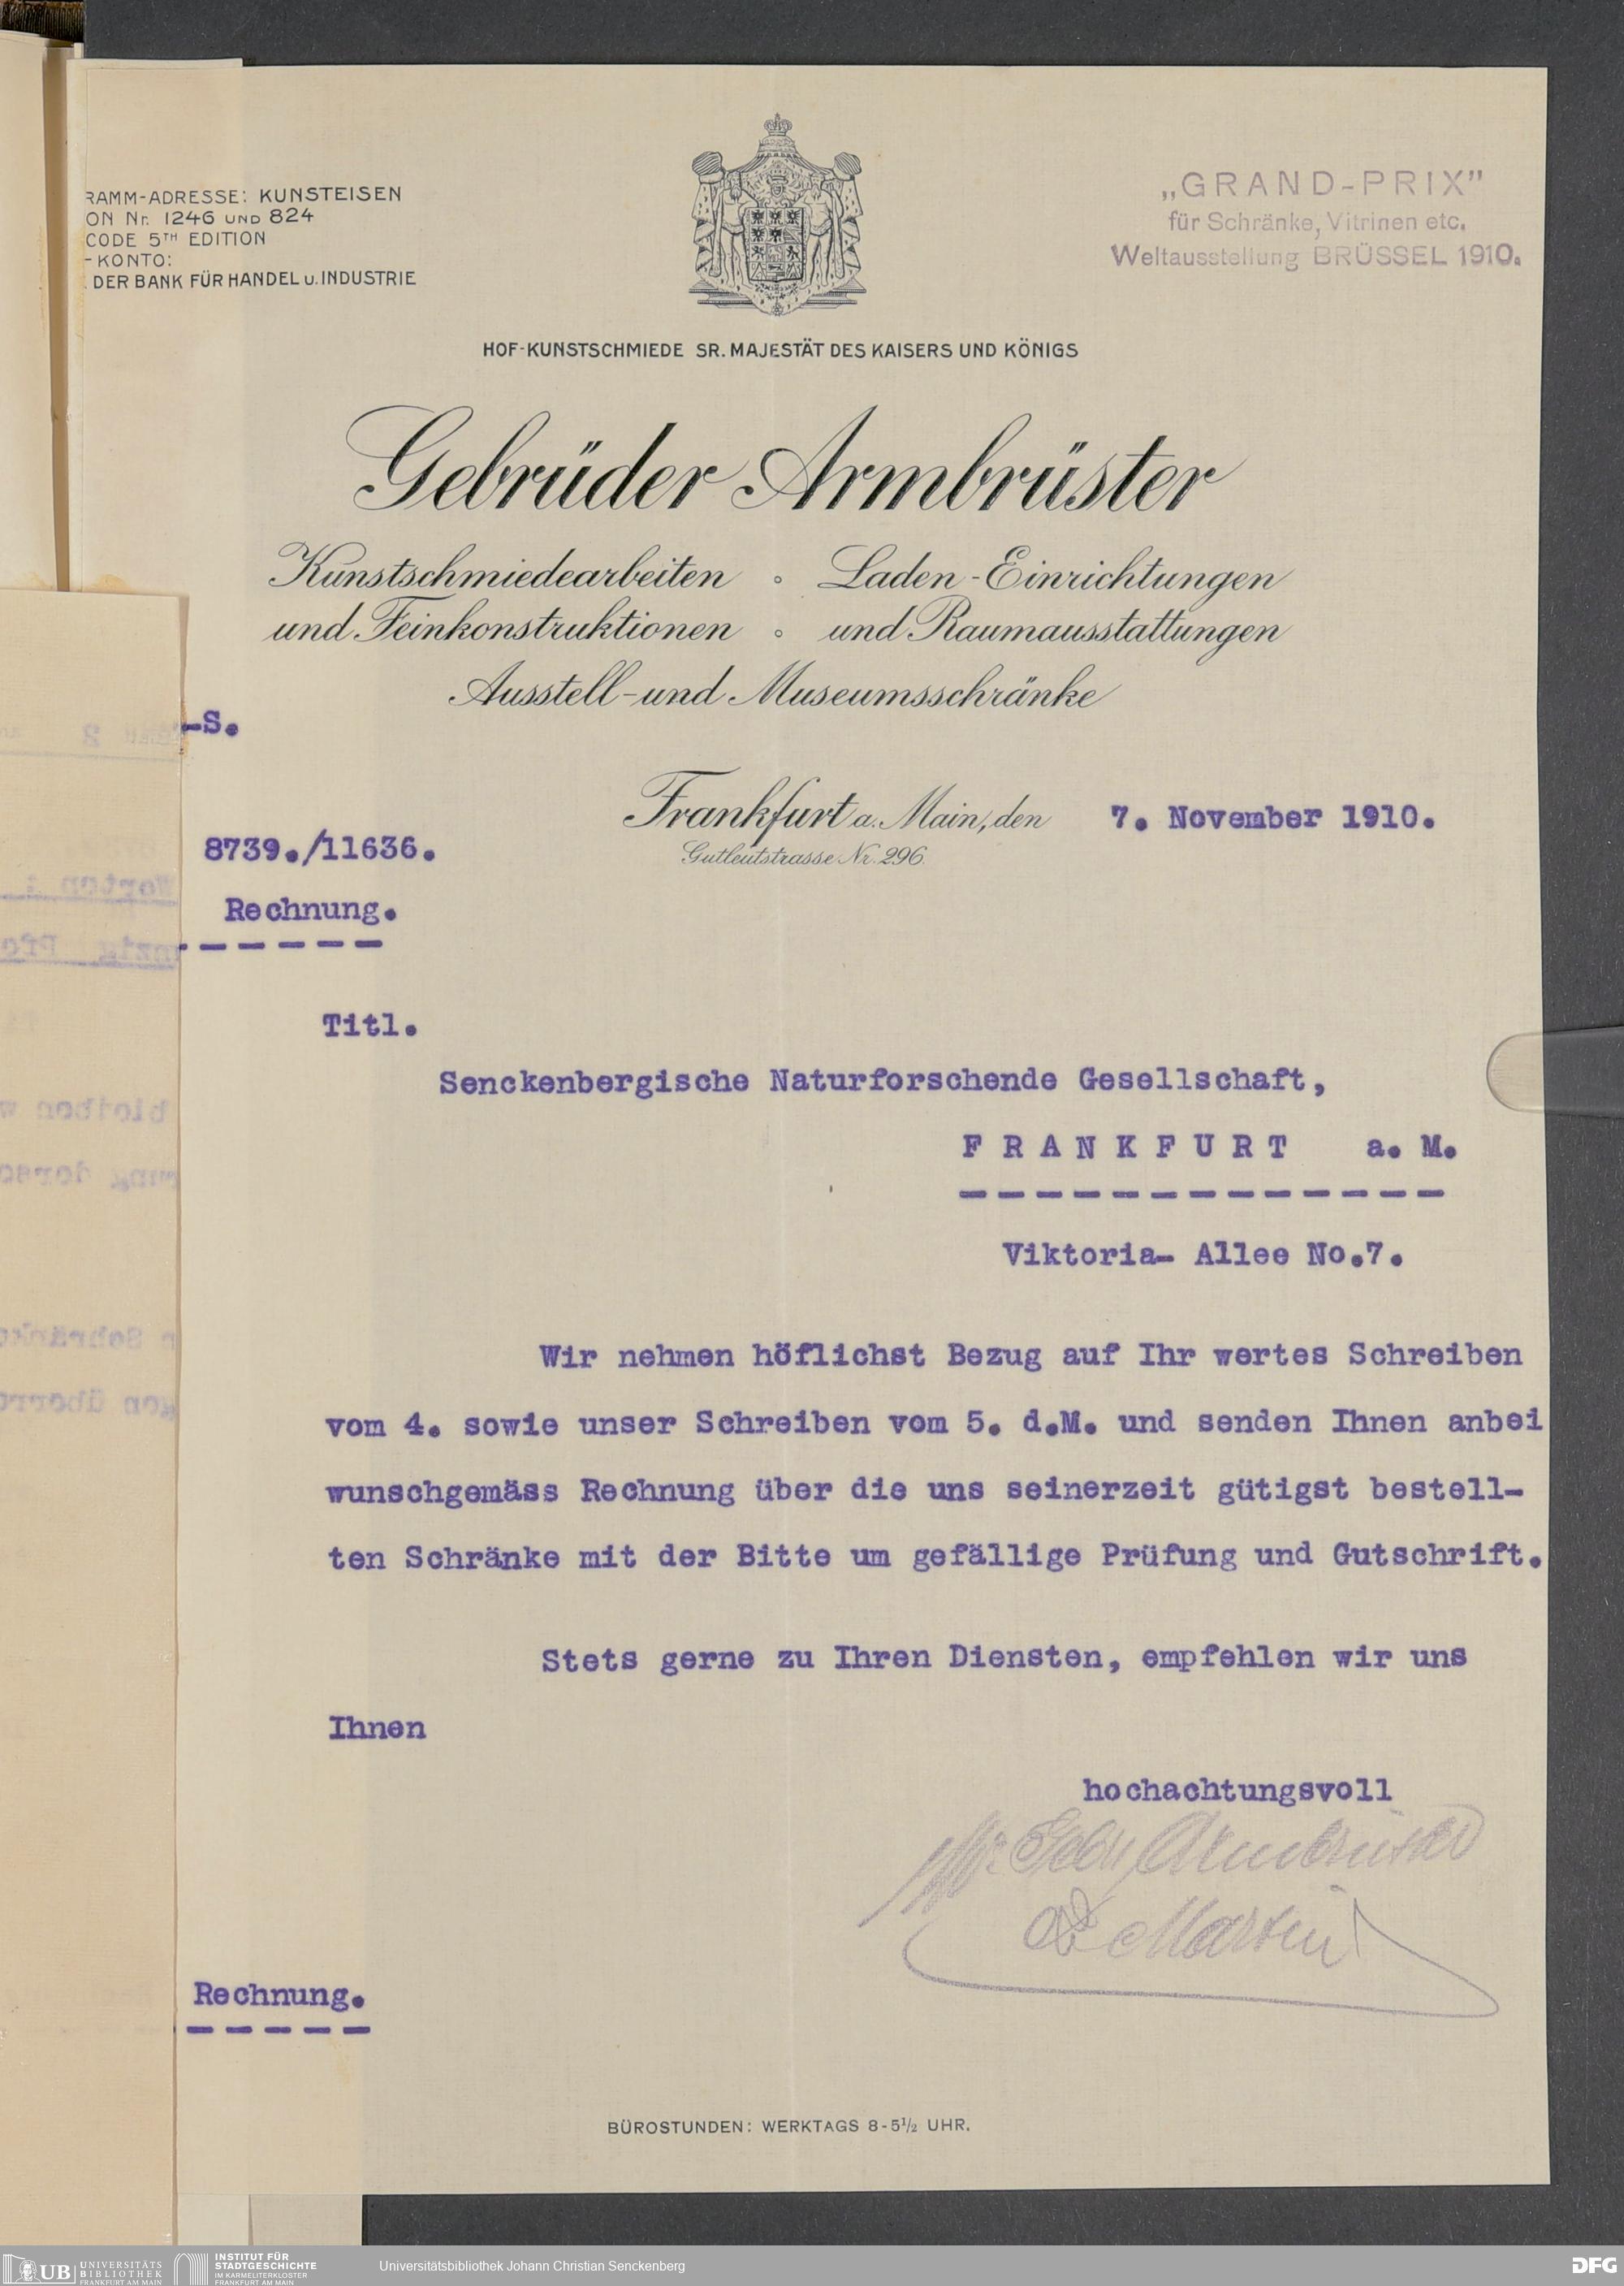 RAMM-ADRESSE: KUNSTEISEN
ON Nr. 1246 UND 824
CODE 5TH EDITION
-KONTO:
DER BANK FÜR HANDEL u. INDUSTRIE
„GRAND-PRIX”
für Schränke, Vitrinen etc.
Weltausstellung BRÜSSEL 1910.
HOF-KUNSTSCHMIEDE SR. MAJESTÄT DES KAISERS UND KÖNIGS
Gebrüder Armbrüster
Kunstschmiedearbeiten ∘ Laden-Einrichtungen
und Feinkonstruktionen ∘ und Raumausstattungen
Ausstell- und Museumsschränke
-S.
Frankfurt a. Main, den 7. November 1910.
Gutleutstrasse Nr. 296.
8739./11636.
Rechnung.
Titl.
Senckenbergische Naturforschende Gesellschaft,
FRANKFURT a. M.
Viktoria- Allee No.7.
Wir nehmen höflichst Bezug auf Ihr wertes Schreiben
vom 4. sowie unser Schreiben vom 5. d.M. und senden Ihnen anbei
wunschgemäss Rechnung über die uns seinerzeit gütigst bestell-
ten Schränke mit der Bitte um gefällige Prüfung und Gutschrift.
Stets gerne zu Ihren Diensten, empfehlen wir uns
Ihnen
hochachtungsvoll
Gebr Armbrüster
Martin
Rechnung.
BÜROSTUNDEN: WERKTAGS 8-5½ UHR.
UB UNIVERSITÄTS
BIBLIOTHEK
FRANKFURT AM MAIN
INSTITUT FÜR
STADTGESCHICHTE
IM KARMELITERKLOSTER
FRANKFURT AM MAIN
Universitätsbibliothek Johann Christian Senckenberg
DFG